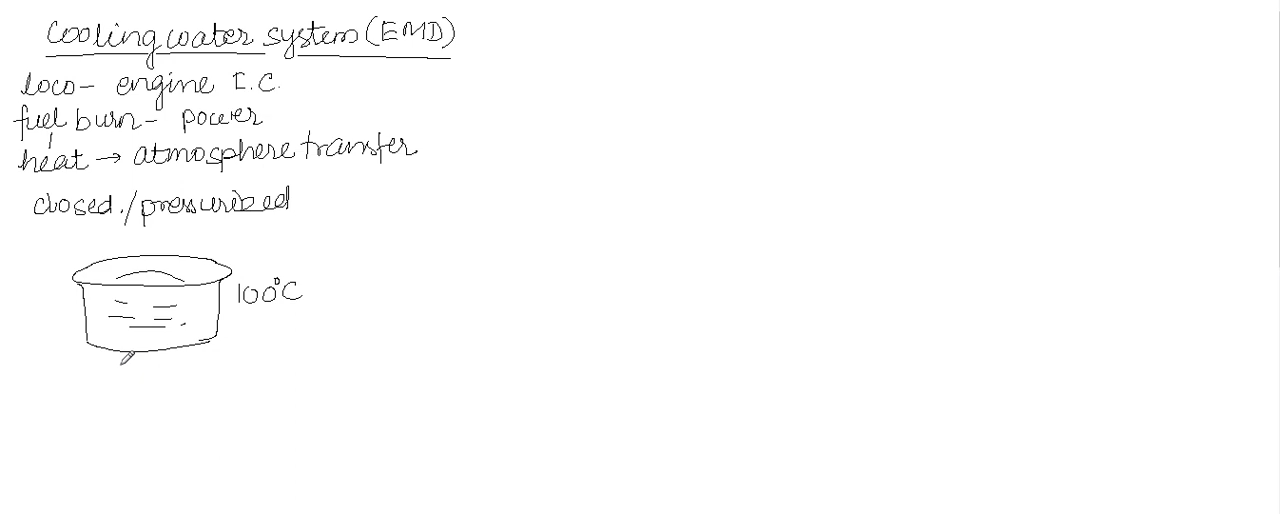 Cooling water system (EMD)
loco- engine I.C.
fuel burn- power
heat → atmosphere transfer
closed./pressurized
100°C